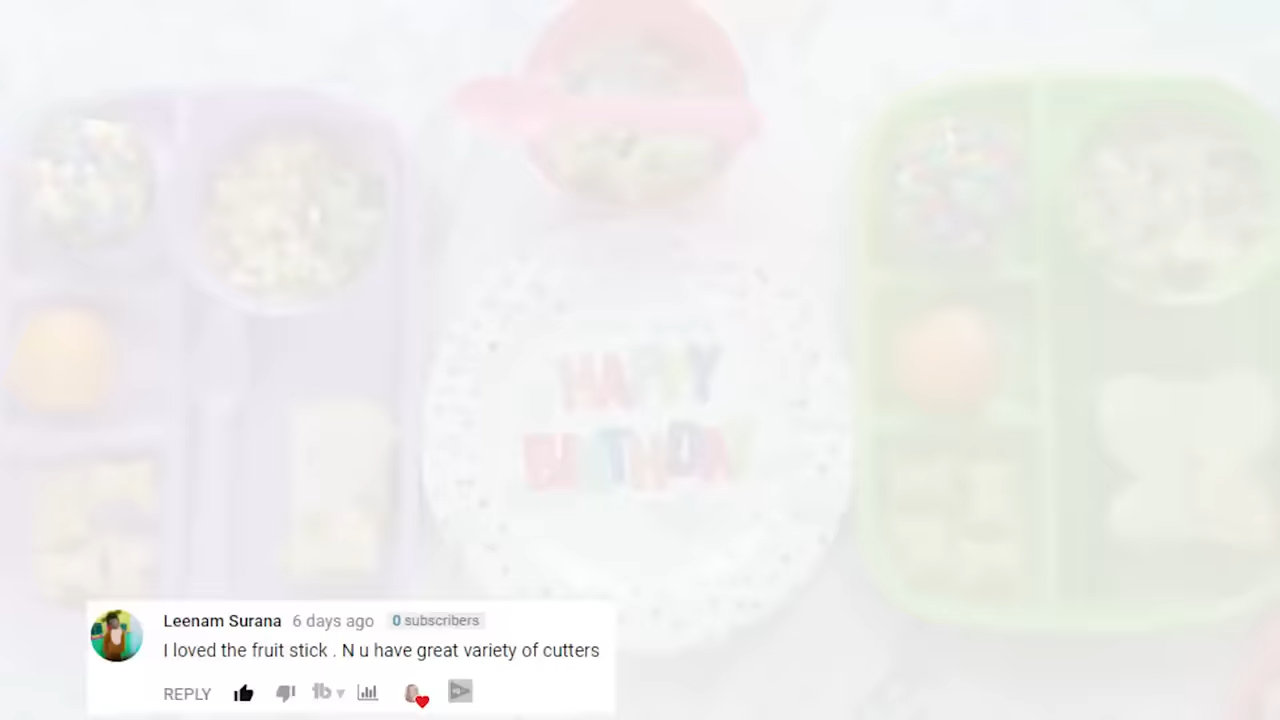 HAPPY
BIRTHDAY
Leenam Surana 6 days ago 0 subscribers
I loved the fruit stick . N u have great variety of cutters
REPLY